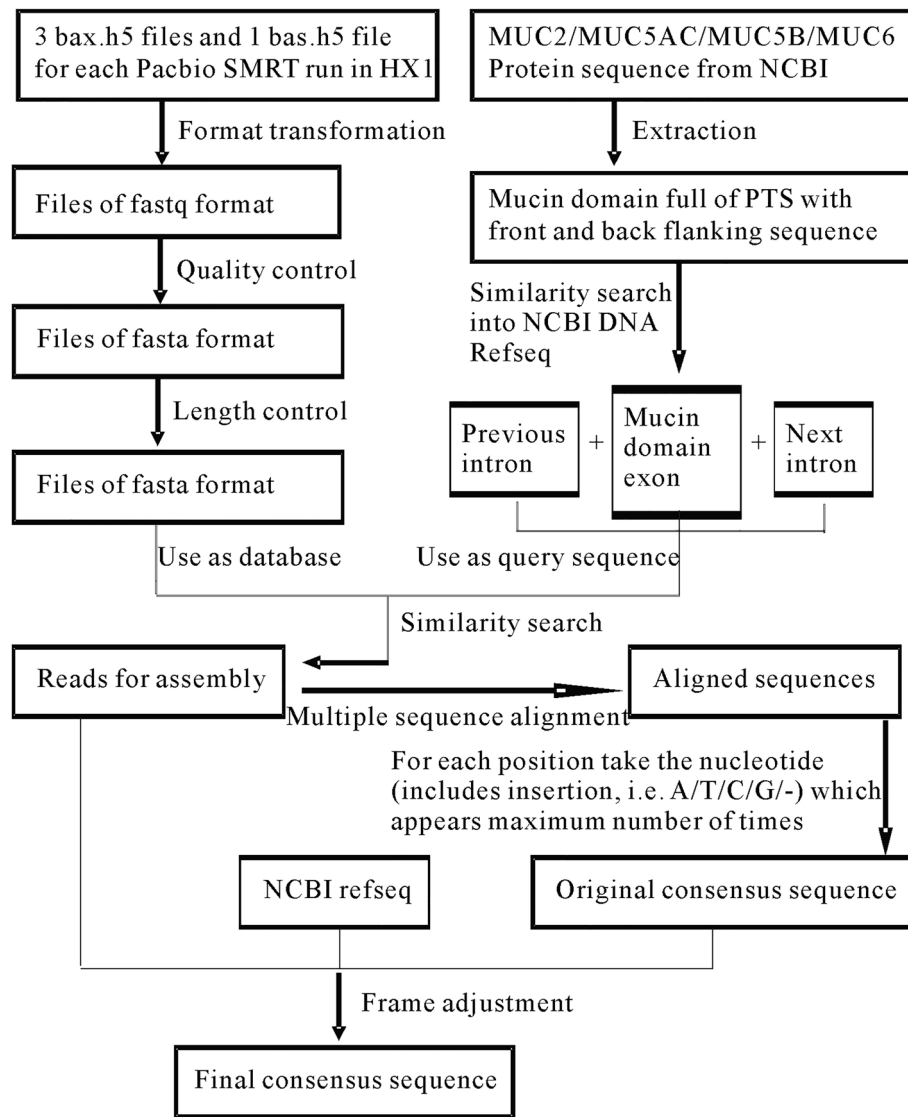 3 bax.h5 files and 1 bas.h5 file
for each Pacbio SMRT run in HX1
MUC2/MUC5AC/MUC5B/MUC6
Protein sequence from NCBI
Format transformation
Extraction
Files of fastq format
Mucin domain full of PTS with
front and back flanking sequence
Quality control
Similarity search
into NCBI DNA
Refseq
Files of fasta format
Length control
Previous
intron
+
Mucin
domain
exon
+
Next
intron
Files of fasta format
Use as database
Use as query sequence
Similarity search
Reads for assembly
Aligned sequences
Multiple sequence alignment
For each position take the nucleotide
(includes insertion, i.e. A/T/C/G/-) which
appears maximum number of times
NCBI refseq
Original consensus sequence
Frame adjustment
Final consensus sequence